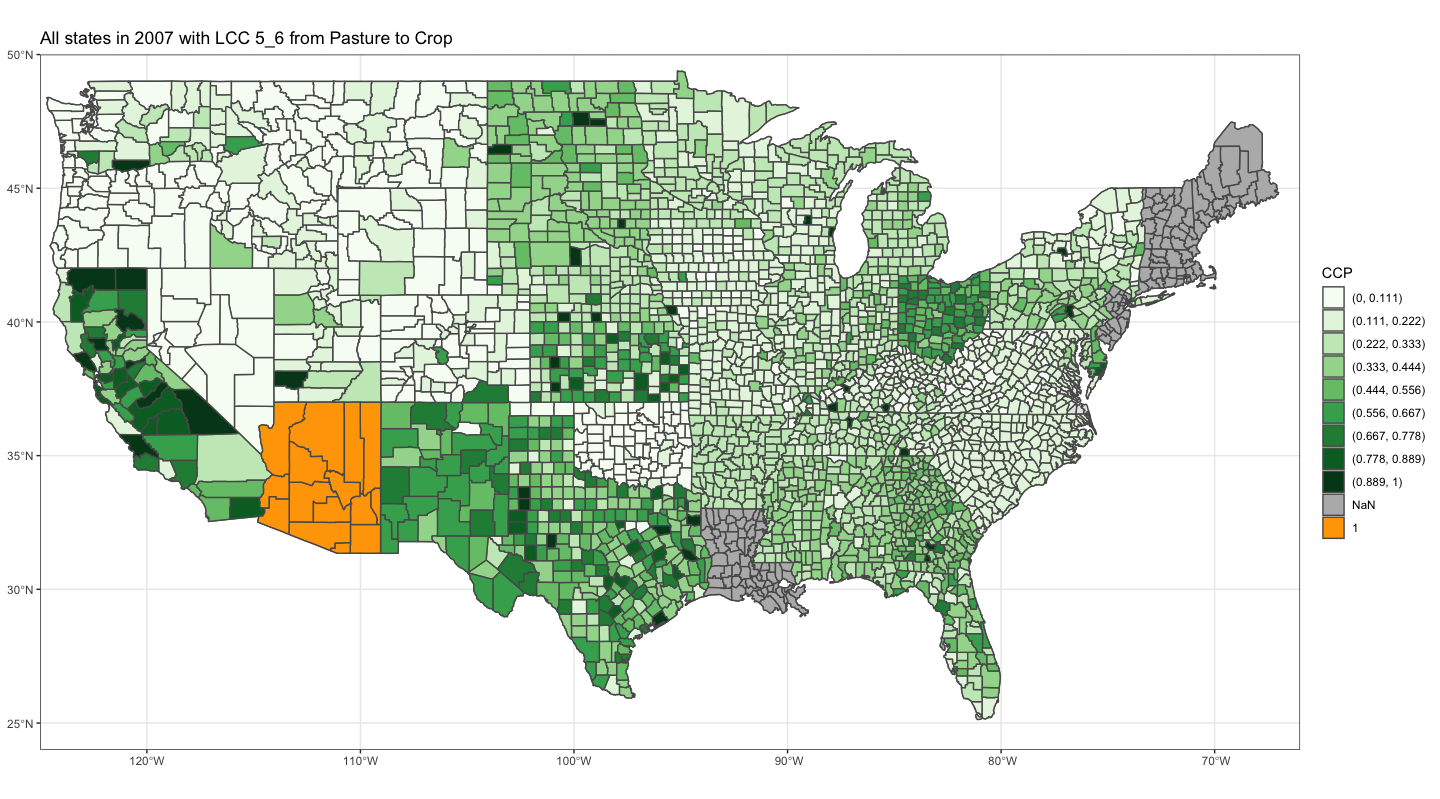 All states in 2007 with LCC 5_6 from Pasture to Crop
50°N
45°N
40°N
35°N
30°N
25°N
120°W
110°W
100°W
90°W
80°W
70°W
CCP
(0, 0.111)
(0.111, 0.222)
(0.222, 0.333)
(0.333, 0.444)
(0.444, 0.556)
(0.556, 0.667)
(0.667, 0.778)
(0.778, 0.889)
(0.889, 1)
NaN
1